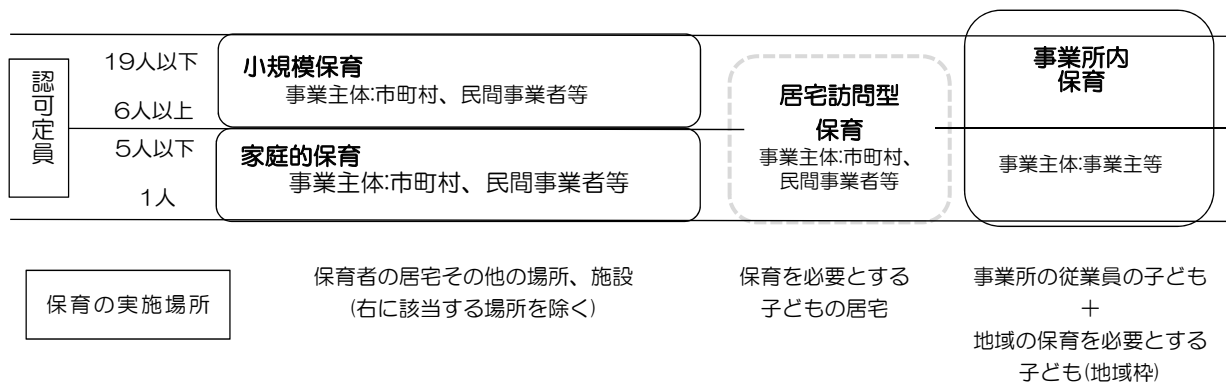 認可定員
19人以下
6人以上
5人以下
1人
小規模保育
事業主体:市町村、民間事業者等
家庭的保育
事業主体:市町村、民間事業者等
居宅訪問型
保育
事業主体:市町村、
民間事業者等
事業所内
保育
事業主体:事業主等
保育の実施場所
保育者の居宅その他の場所、施設
(右に該当する場所を除く)
保育を必要とする
子どもの居宅
事業所の従業員の子ども
+
地域の保育を必要とする
子ども(地域枠)